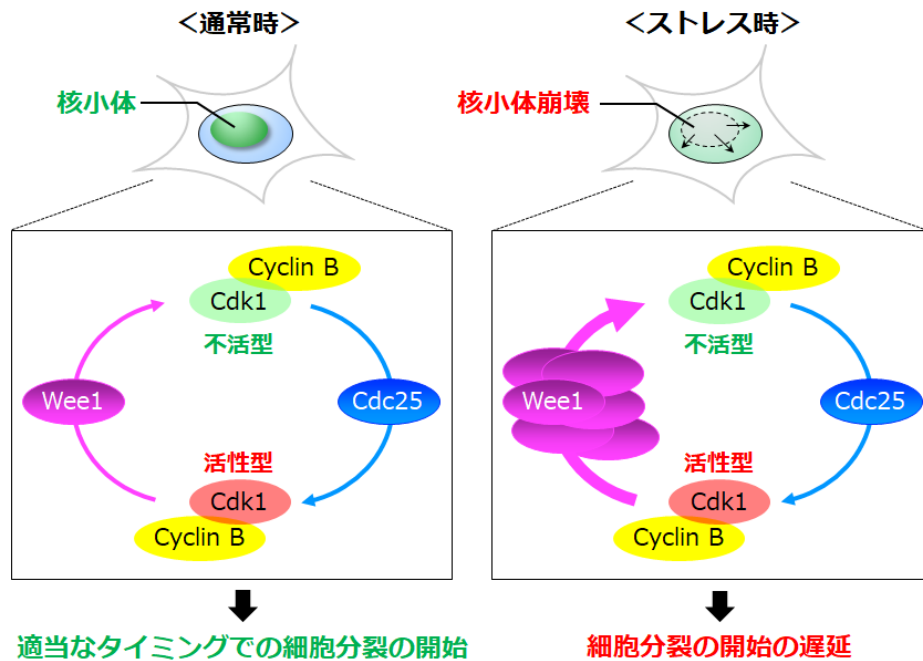 ＜通常時＞
核小体
Cyclin B
Cdk1
不活型
Wee1
Cdc25
活性型
Cdk1
Cyclin B
適当なタイミングでの細胞分裂の開始
＜ストレス時＞
核小体崩壊
Cyclin B
Cdk1
不活型
Wee1
Cdc25
活性型
Cdk1
Cyclin B
細胞分裂の開始の遅延